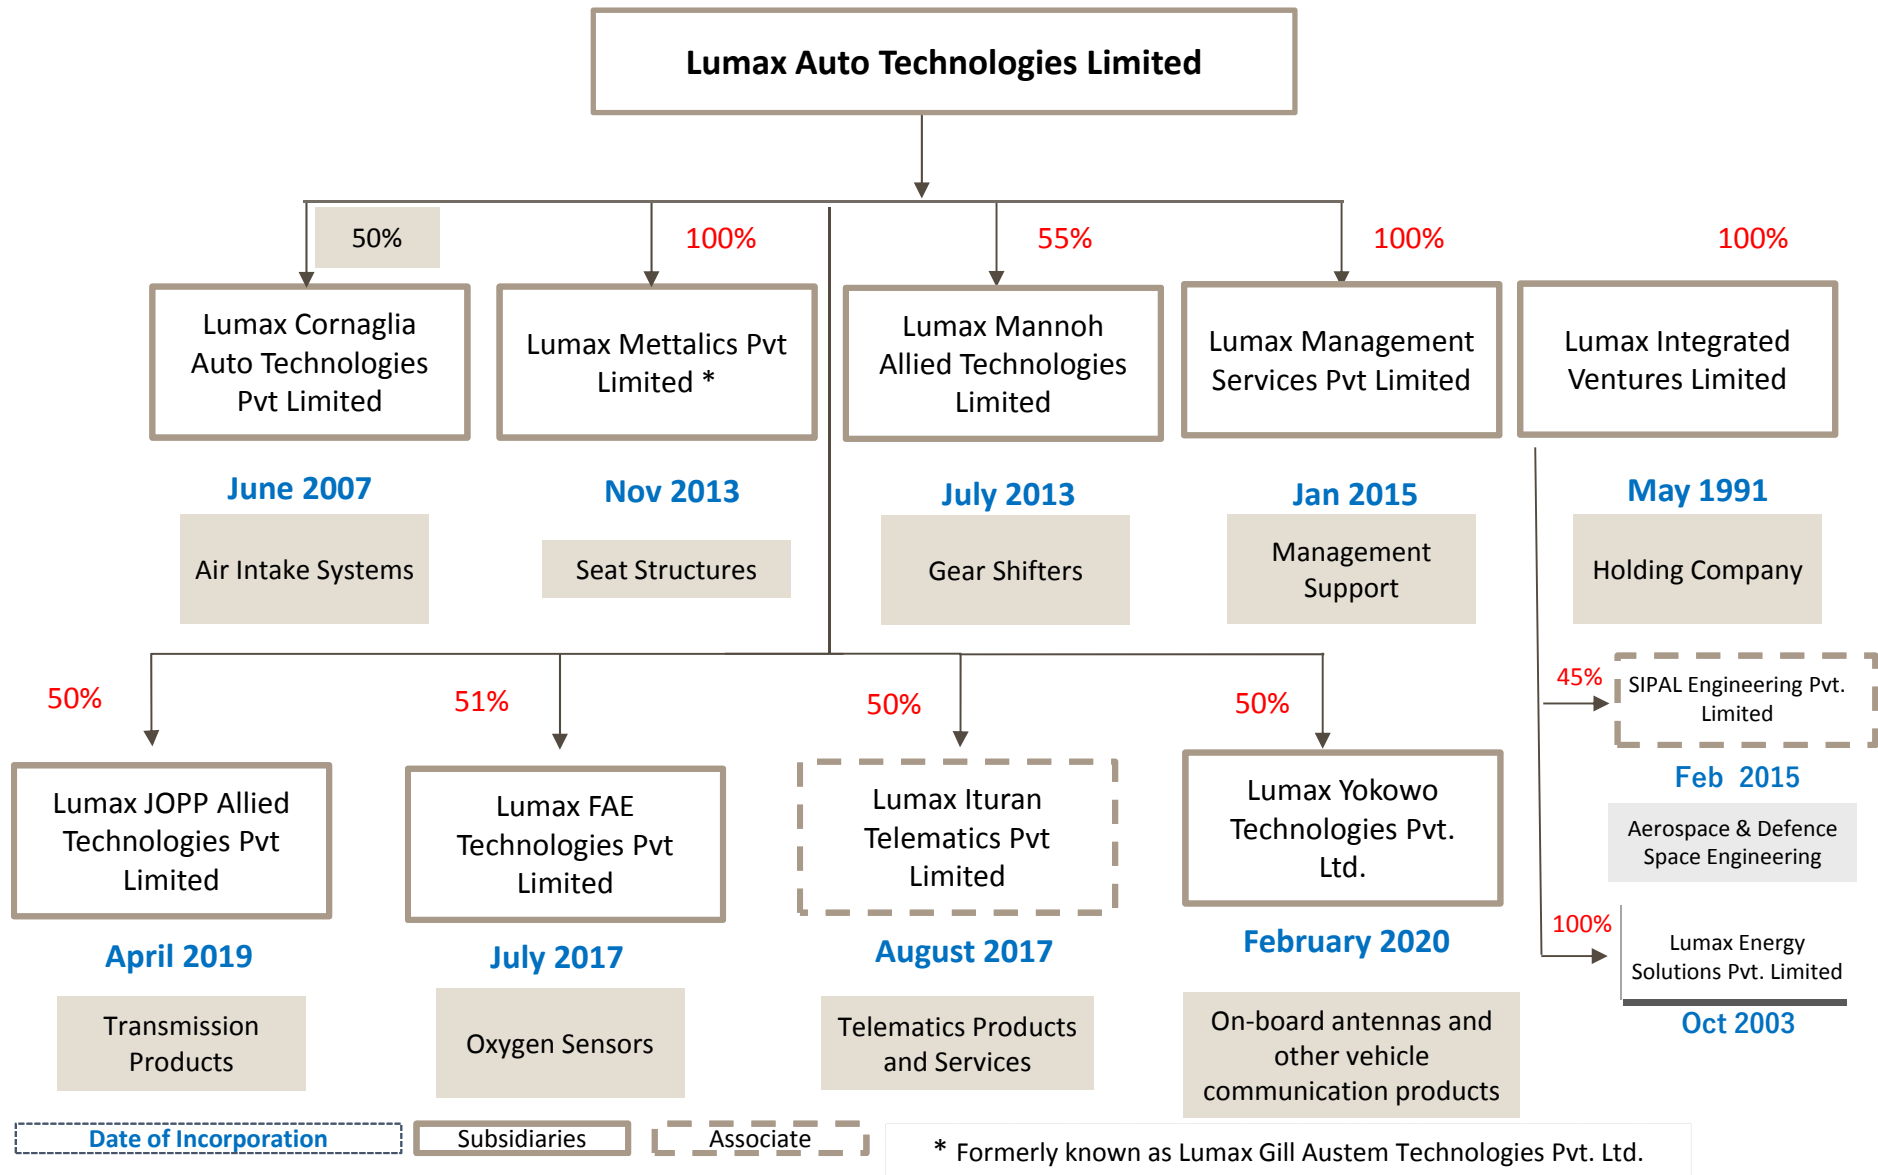 Lumax Auto Technologies Limited
50%
100%
55%
100%
100%
Lumax Cornaglia
Auto Technologies
Pvt Limited
Lumax Mettalics Pvt
Limited *
Lumax Mannoh
Allied Technologies
Limited
Lumax Management
Services Pvt Limited
Lumax Integrated
Ventures Limited
June 2007
Nov 2013
July 2013
Jan 2015
May 1991
Air Intake Systems
Seat Structures
Gear Shifters
Management
Support
Holding Company
50%
51%
50%
50%
45%
SIPAL Engineering Pvt.
Limited
Feb  2015
Aerospace & Defence
Space Engineering
100%
Lumax Energy
Solutions Pvt. Limited
Oct 2003
Lumax JOPP Allied
Technologies Pvt
Limited
Lumax FAE
Technologies Pvt
Limited
Lumax Ituran
Telematics Pvt
Limited
Lumax Yokowo
Technologies Pvt.
Ltd.
April 2019
July 2017
August 2017
February 2020
Transmission
Products
Oxygen Sensors
Telematics Products
and Services
On-board antennas and
other vehicle
communication products
Date of Incorporation
Subsidiaries
Associate
* Formerly known as Lumax Gill Austem Technologies Pvt. Ltd.